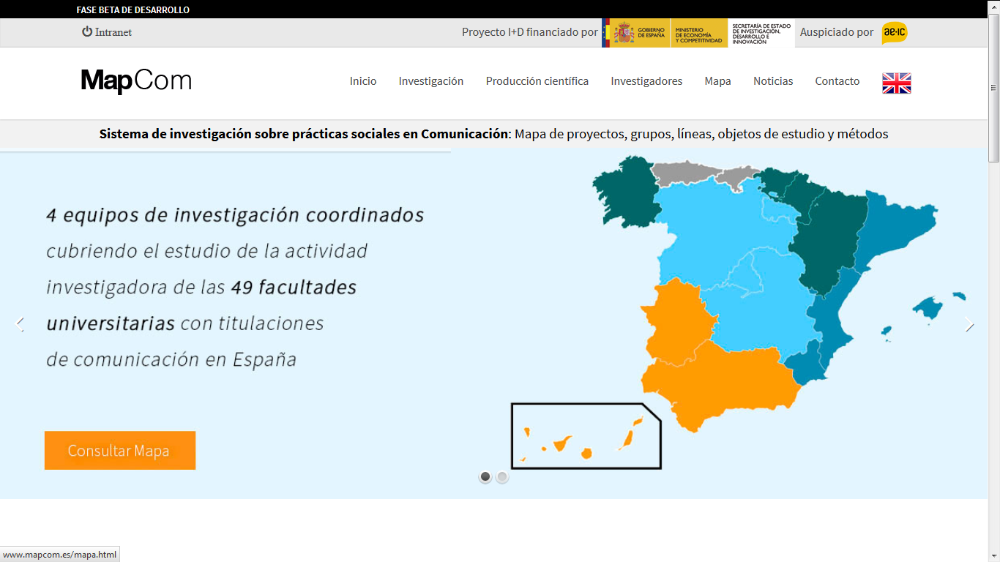 FASE BETA DE DESARROLLO
Intranet
Proyecto I+D financiado por
GOBIERNO
DE ESPAÑA
MINISTERIO
DE ECONOMÍA
Y COMPETITIVIDAD
SECRETARÍA DE ESTADO
DE INVESTIGACIÓN,
DESARROLLO E
INNOVACIÓN
Auspiciado por
ae-ic
MapCom
Inicio Investigación Producción científica Investigadores Mapa Noticias Contacto
Sistema de investigación sobre prácticas sociales en Comunicación: Mapa de proyectos, grupos, líneas, objetos de estudio y métodos
4 equipos de investigación coordinados
cubriendo el estudio de la actividad
investigadora de las 49 facultades
universitarias con titulaciones
de comunicación en España
Consultar Mapa
www.mapcom.es/mapa.html